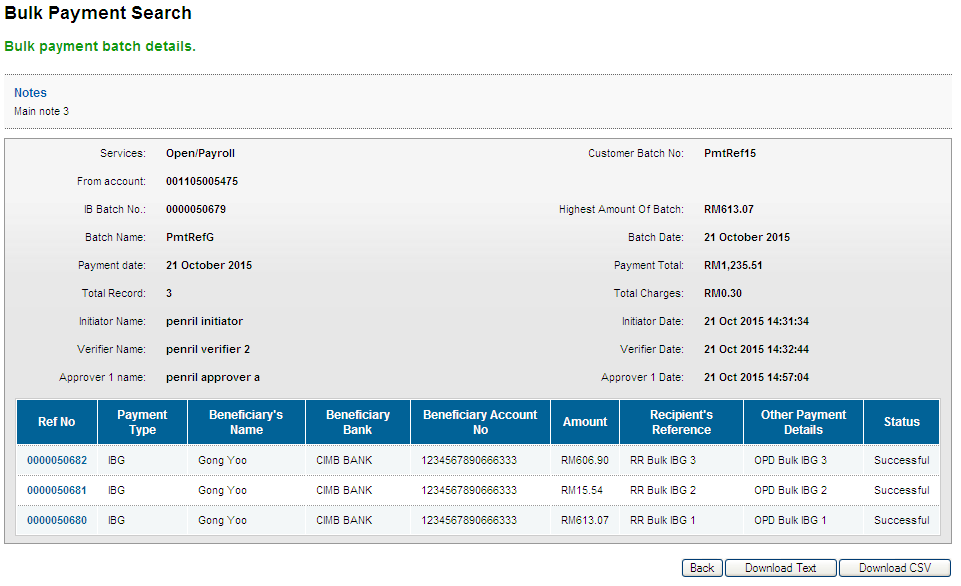 Bulk Payment Search
Bulk payment batch details.
Notes
Main note 3
Services: Open/Payroll Customer Batch No: PmtRef15
From account: 001105005475
IB Batch No.: 0000050679 Highest Amount Of Batch: RM613.07
Batch Name: PmtRefG Batch Date: 21 October 2015
Payment date: 21 October 2015 Payment Total: RM1,235.51
Total Record: 3 Total Charges: RM0.30
Initiator Name: penril initiator Initiator Date: 21 Oct 2015 14:31:34
Verifier Name: penril verifier 2 Verifier Date: 21 Oct 2015 14:32:44
Approver 1 name: penril approver a Approver 1 Date: 21 Oct 2015 14:57:04
Ref No Payment Type Beneficiary's Name Beneficiary Bank Beneficiary Account No Amount Recipient's Reference Other Payment Details Status
0000050682 IBG Gong Yoo CIMB BANK 1234567890666333 RM606.90 RR Bulk IBG 3 OPD Bulk IBG 3 Successful
0000050681 IBG Gong Yoo CIMB BANK 1234567890666333 RM15.54 RR Bulk IBG 2 OPD Bulk IBG 2 Successful
0000050680 IBG Gong Yoo CIMB BANK 1234567890666333 RM613.07 RR Bulk IBG 1 OPD Bulk IBG 1 Successful
Back Download Text Download CSV